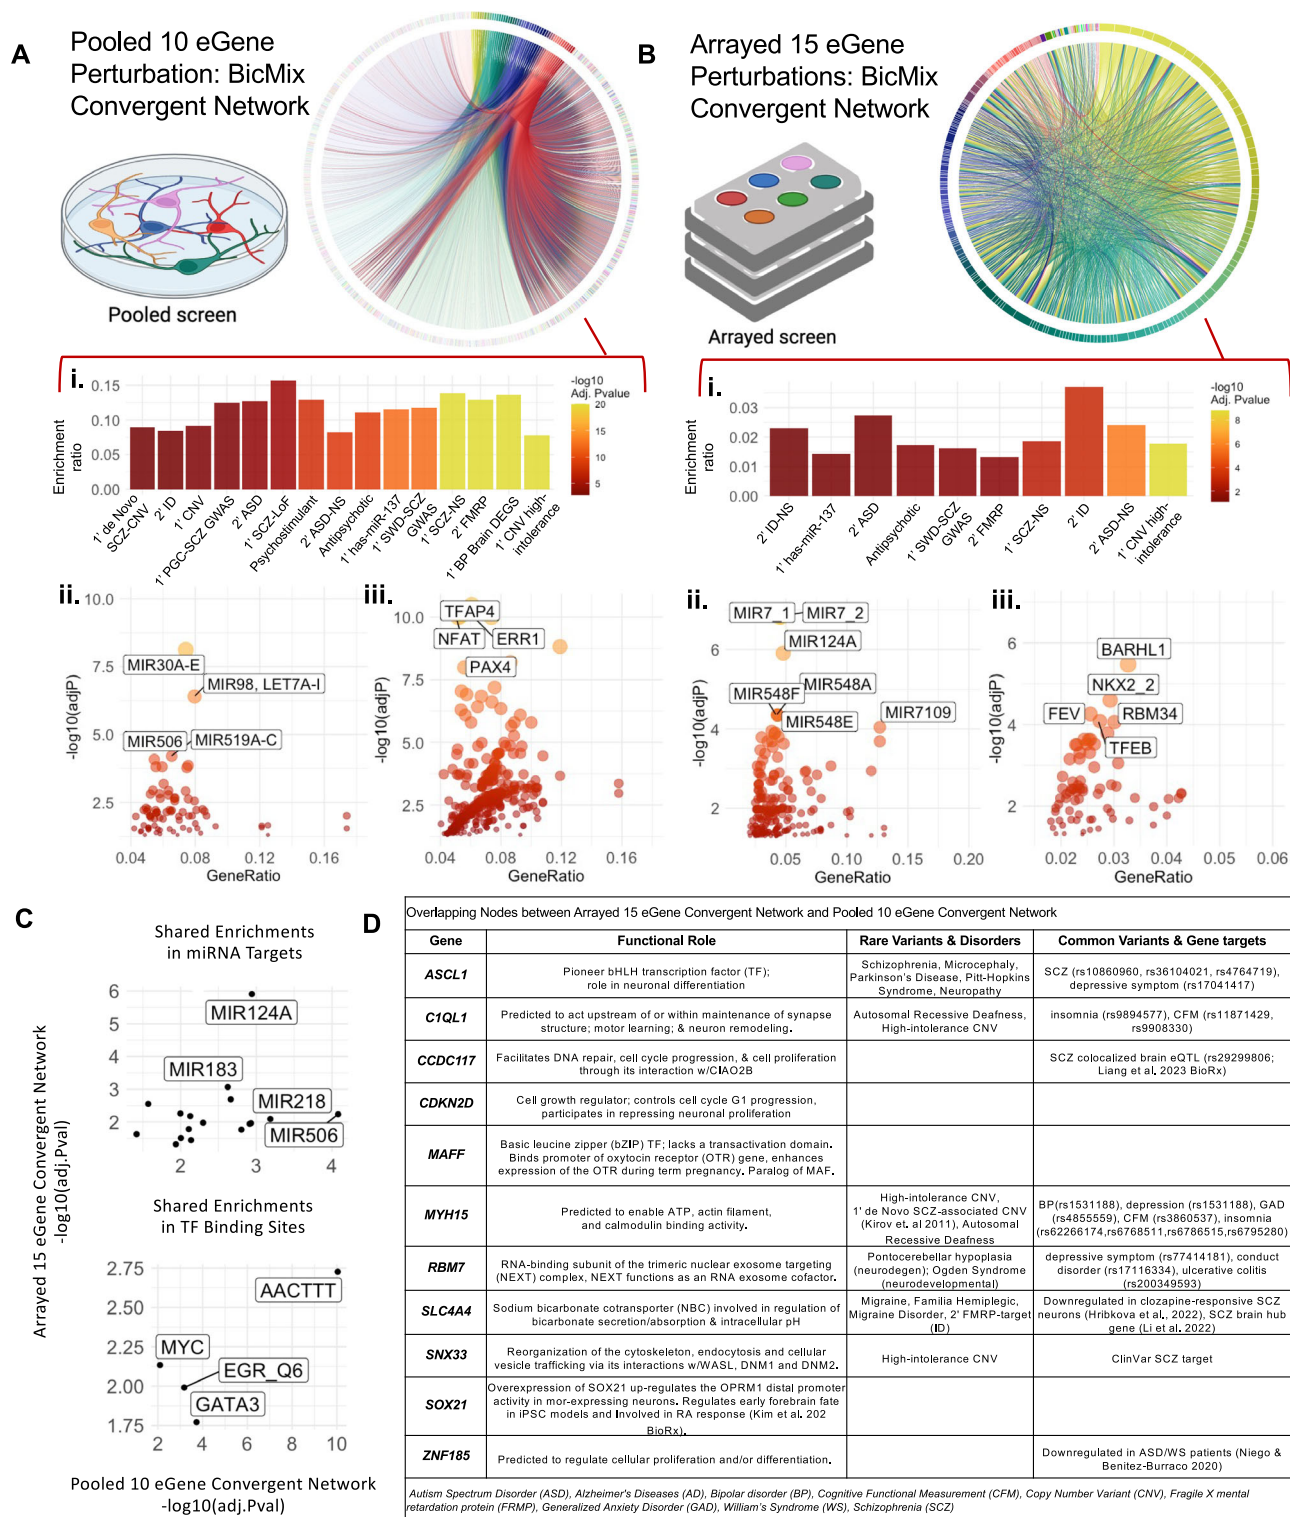 A
Pooled 10 eGene
Perturbation: BicMix
Convergent Network
Pooled screen
B
Arrayed 15 eGene
Perturbations: BicMix
Convergent Network
Arrayed screen
i.
Enrichment
ratio
0.15
0.10
0.05
0.00
1' de Novo
SCZ-CNV
2' ID
1' CNV
1' PGC-SCZ GWAS
2' ASD
1' SCZ-LoF
Psychostimulant
2' ASD-NS
Antipsychotic
1' has-miR-137
1' SWD-SCZ
GWAS
1' SCZ-NS
2' FMRP
1' BP Brain DEGS
1' CNV high-
intolerance
-log10
Adj. Pvalue
20
15
10
5
i.
Enrichment
ratio
0.03
0.02
0.01
0.00
2' ID-NS
1' has-miR-137
2' ASD
Antipsychotic
1' SWD-SCZ
GWAS
2' FMRP
1' SCZ-NS
2' ID
2' ASD-NS
1' CNV high-
intolerance
-log10
Adj. Pvalue
8
6
4
2
ii.
-log10(adjP)
10.0
7.5
5.0
2.5
MIR30A-E
MIR98, LET7A-I
MIR506
MIR519A-C
0.04
0.08
0.12
0.16
GeneRatio
iii.
10.0
7.5
5.0
2.5
TFAP4
NFAT
ERR1
PAX4
0.04
0.08
0.12
0.16
GeneRatio
ii.
-log10(adjP)
6
4
2
MIR7_1
MIR7_2
MIR124A
MIR548A
MIR548F
MIR548E
MIR7109
0.05
0.10
0.15
0.20
GeneRatio
iii.
-log10(adjP)
6
4
2
BARHL1
NKX2_2
FEV
RBM34
TFEB
0.02
0.03
0.04
0.05
0.06
GeneRatio
C
Shared Enrichments
in miRNA Targets
6
5
4
3
2
MIR124A
MIR183
MIR218
MIR506
2
3
4
Shared Enrichments
in TF Binding Sites
2.75
2.50
2.25
2.00
1.75
AACTTT
MYC
EGR_Q6
GATA3
2
4
6
8
10
Arrayed 15 eGene Convergent Network
-log10(adj.Pval)
Pooled 10 eGene Convergent Network
-log10(adj.Pval)
D
Overlapping Nodes between Arrayed 15 eGene Convergent Network and Pooled 10 eGene Convergent Network
Gene
Functional Role
Rare Variants & Disorders
Common Variants & Gene targets
ASCL1
Pioneer bHLH transcription factor (TF);
role in neuronal differentiation
Schizophrenia, Microcephaly,
Parkinson's Disease, Pitt-Hopkins
Syndrome, Neuropathy
SCZ (rs10860960, rs36104021, rs4764719),
depressive symptom (rs17041417)
C1QL1
Predicted to act upstream of or within maintenance of synapse
structure; motor learning; & neuron remodeling.
Autosomal Recessive Deafness,
High-intolerance CNV
insomnia (rs9894577), CFM (rs11871429,
rs9908330)
CCDC117
Facilitates DNA repair, cell cycle progression, & cell proliferation
through its interaction w/CIAO2B
SCZ colocalized brain eQTL (rs29299806;
Liang et al. 2023 BioRx)
CDKN2D
Cell growth regulator; controls cell cycle G1 progression,
participates in repressing neuronal proliferation
MAFF
Basic leucine zipper (bZIP) TF; lacks a transactivation domain.
Binds promoter of oxytocin receptor (OTR) gene, enhances
expression of the OTR during term pregnancy. Paralog of MAF.
MYH15
Predicted to enable ATP, actin filament,
and calmodulin binding activity.
High-intolerance CNV,
1' de Novo SCZ-associated CNV
(Kirov et. al 2011), Autosomal
Recessive Deafness
BP(rs1531188), depression (rs1531188), GAD
(rs4855559), CFM (rs3860537), insomnia
(rs62266174,rs6768511,rs6786515,rs6795280)
RBM7
RNA-binding subunit of the trimeric nuclear exosome targeting
(NEXT) complex, NEXT functions as an RNA exosome cofactor.
Pontocerebellar hypoplasia
(neurodegen); Ogden Syndrome
(neurodevelopmental)
depressive symptom (rs77414181), conduct
disorder (rs17116334), ulcerative colitis
(rs200349593)
SLC4A4
Sodium bicarbonate cotransporter (NBC) involved in regulation of
bicarbonate secretion/absorption & intracellular pH
Migraine, Familia Hemiplegic,
Migraine Disorder, 2' FMRP-target
(ID)
Downregulated in clozapine-responsive SCZ
neurons (Hribkova et al., 2022), SCZ brain hub
gene (Li et al. 2022)
SNX33
Reorganization of the cytoskeleton, endocytosis and cellular
vesicle trafficking via its interactions w/WASL, DNM1 and DNM2.
High-intolerance CNV
ClinVar SCZ target
SOX21
Overexpression of SOX21 up-regulates the OPRM1 distal promoter
activity in mor-expressing neurons. Regulates early forebrain fate
in iPSC models and Involved in RA response (Kim et al. 202
BioRx).
ZNF185
Predicted to regulate cellular proliferation and/or differentiation.
Downregulated in ASD/WS patients (Niego &
Benitez-Burraco 2020)
Autism Spectrum Disorder (ASD), Alzheimer's Diseases (AD), Bipolar disorder (BP), Cognitive Functional Measurement (CFM), Copy Number Variant (CNV), Fragile X mental
retardation protein (FRMP), Generalized Anxiety Disorder (GAD), William's Syndrome (WS), Schizophrenia (SCZ)